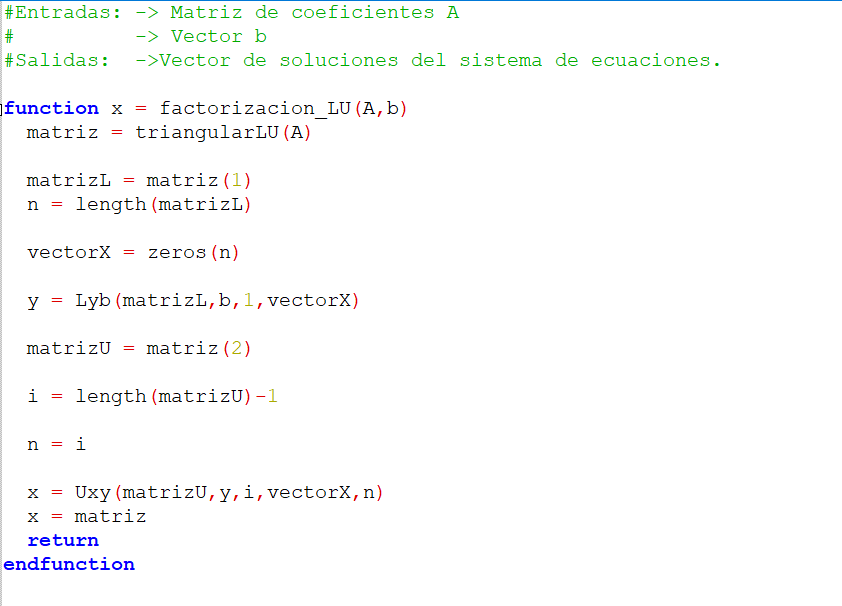 #Entradas: -> Matriz de coeficientes A
#          -> Vector b
#Salidas:  ->Vector de soluciones del sistema de ecuaciones.
function x = factorizacion_LU(A,b)
  matriz = triangularLU(A)
  matrizL = matriz(1)
  n = length(matrizL)
  vectorX = zeros(n)
  y = Lyb(matrizL,b,1,vectorX)
  matrizU = matriz(2)
  i = length(matrizU)-1
  n = i
  x = Uxy(matrizU,y,i,vectorX,n)
  x = matriz
  return
endfunction